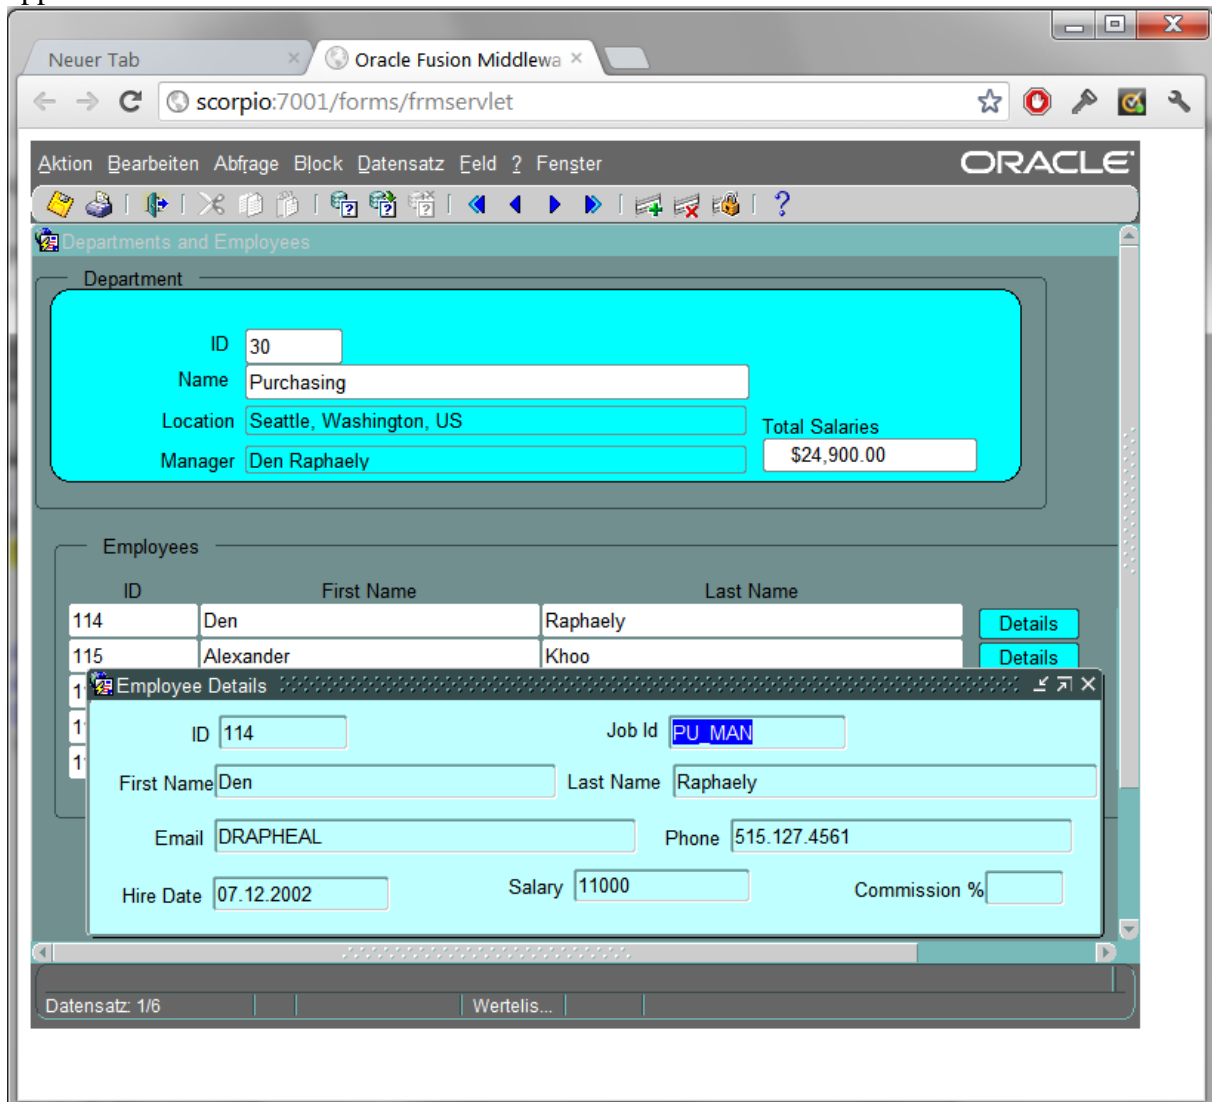 Neuer Tab
Oracle Fusion Middlewa
scorpio:7001/forms/frmservlet
Aktion Bearbeiten Abfrage Block Datensatz Feld ? Fenster
ORACLE
Departments and Employees
Department
ID 30
Name Purchasing
Location Seattle, Washington, US
Total Salaries
Manager Den Raphaely $24,900.00
Employees
ID First Name Last Name
114 Den Raphaely Details
115 Alexander Khoo Details
Employee Details
ID 114 Job Id PU_MAN
First Name Den Last Name Raphaely
Email DRAPHEAL Phone 515.127.4561
Hire Date 07.12.2002 Salary 11000 Commission %
Datensatz: 1/6 Wertelis...